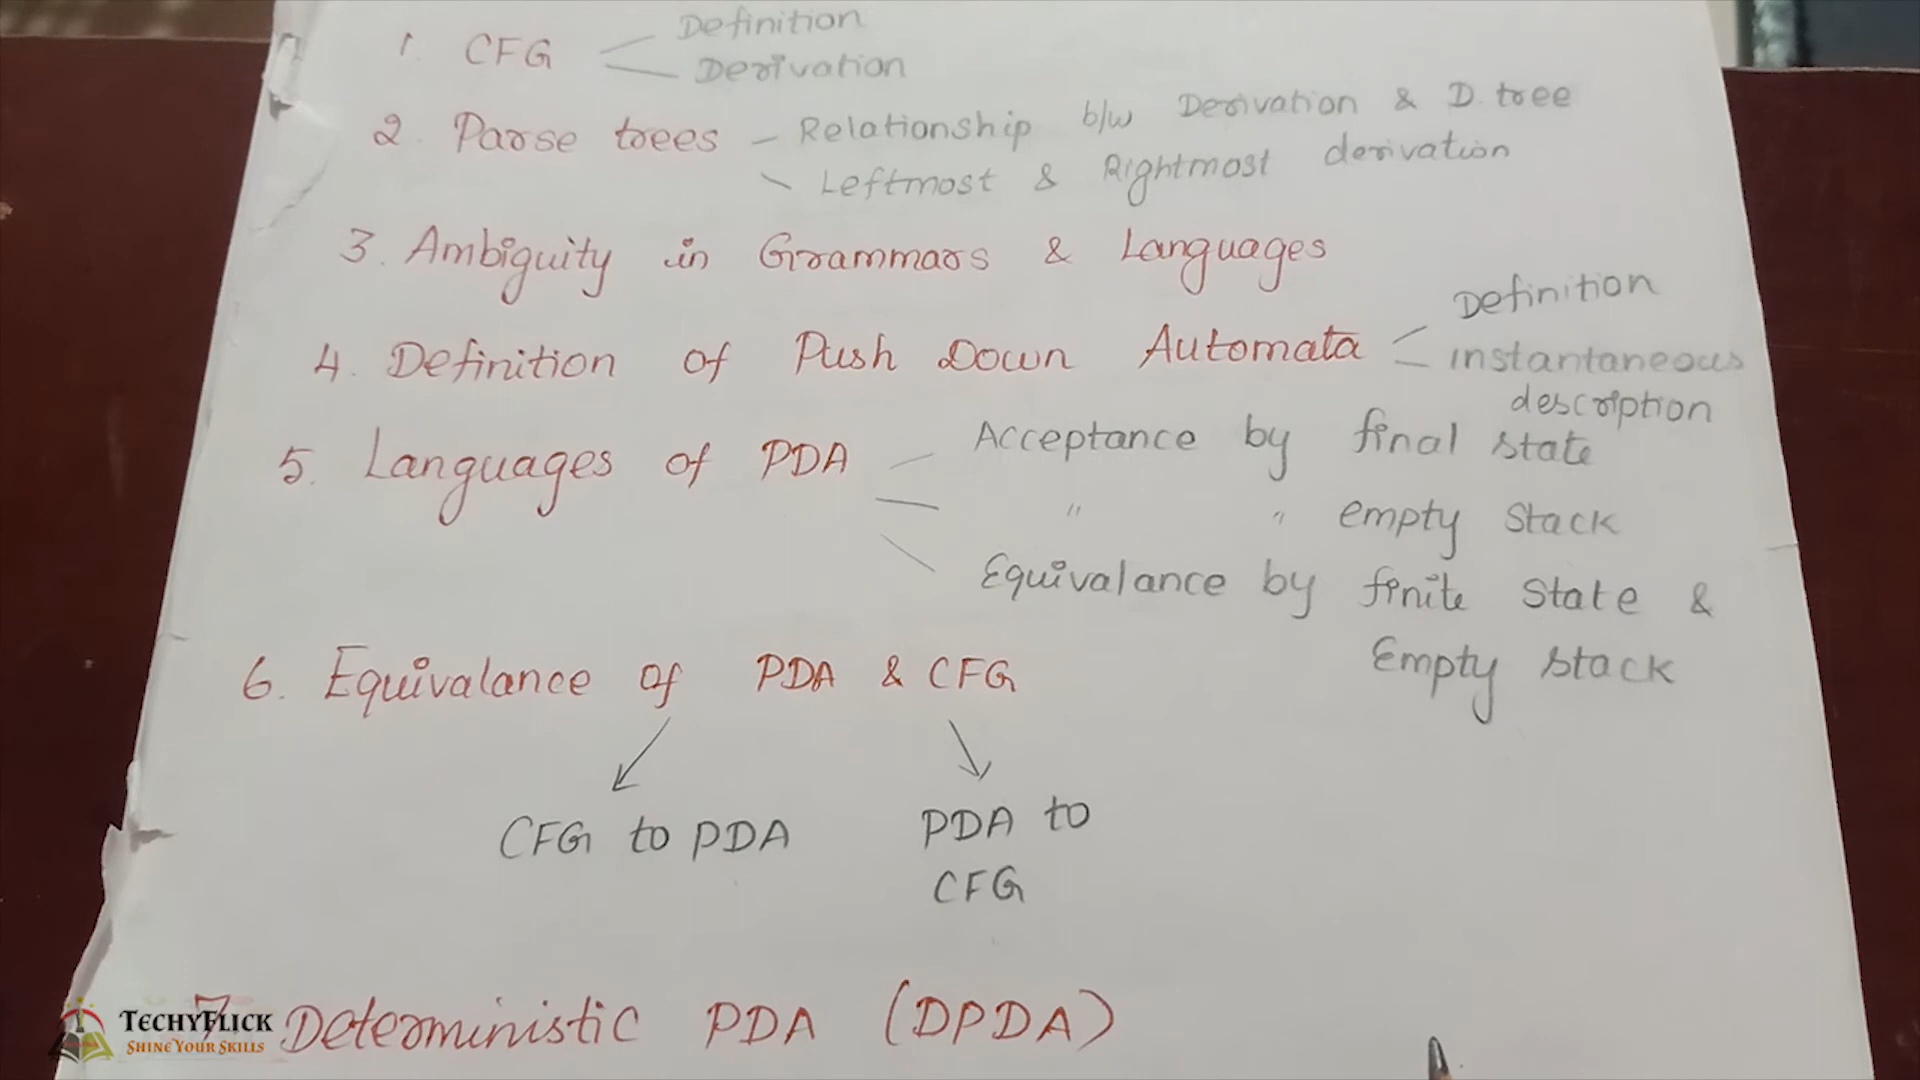 1. CFG Definition
Derivation
2. Parse trees - Relationship b/w Derivation & D. tree
Leftmost & Rightmost derivation
3. Ambiguity in Grammars & Languages
4. Definition of Push Down Automata Definition
instantaneous
description
5. Languages of PDA Acceptance by final state
" " empty Stack
Equivalance by finite State &
Empty stack
6. Equivalance of PDA & CFG
CFG to PDA PDA to
CFG
7. Deterministic PDA (DPDA)
TECHYFLICK
SHINE YOUR SKILLS